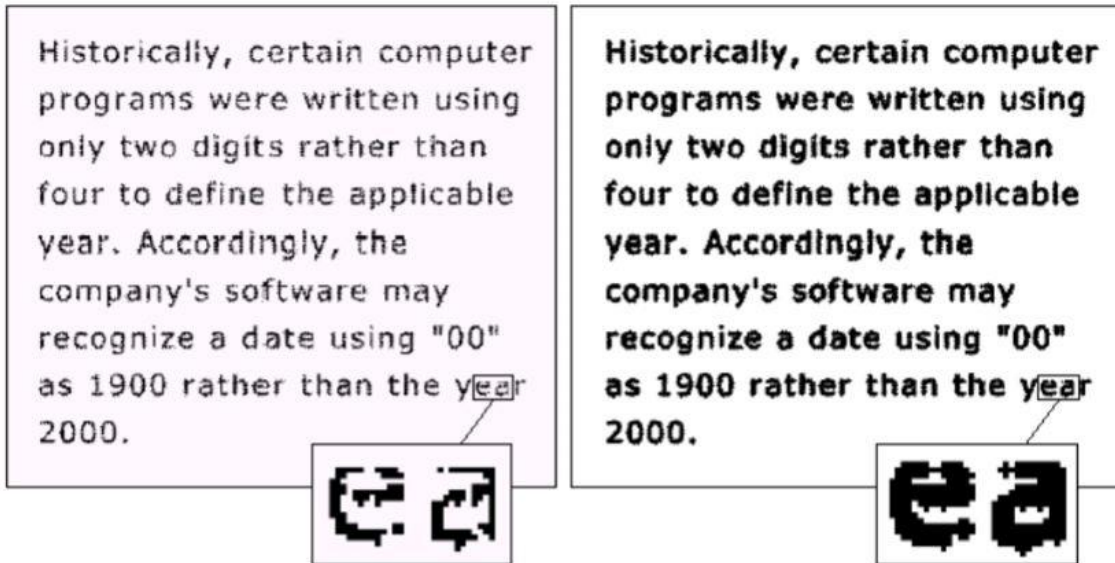 Historically, certain computer
programs were written using
only two digits rather than
four to define the applicable
year. Accordingly, the
company's software may
recognize a date using "00"
as 1900 rather than the year
2000.
ea
Historically, certain computer
programs were written using
only two digits rather than
four to define the applicable
year. Accordingly, the
company's software may
recognize a date using "00"
as 1900 rather than the year
2000.
ea